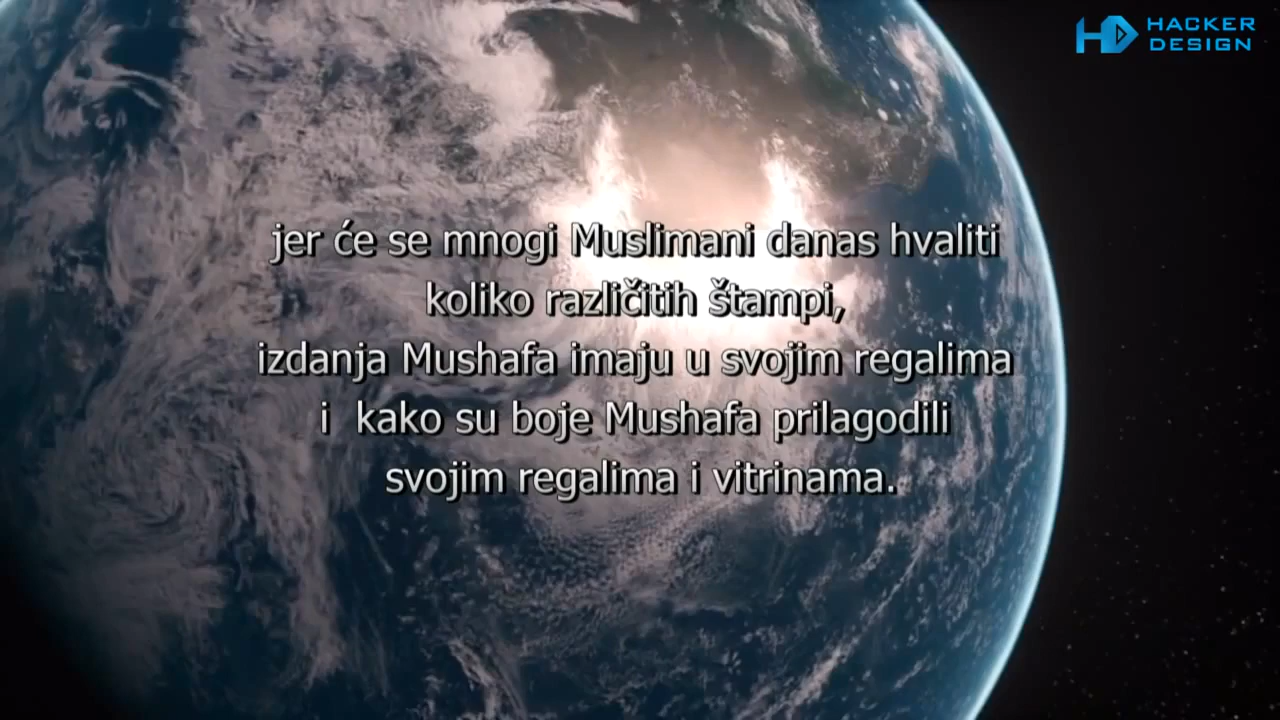 HACKER
DESIGN
jer će se mnogi Muslimani danas hvaliti
koliko različitih štampi,
izdanja Mushafa imaju u svojim regalima
i  kako su boje Mushafa prilagodili
svojim regalima i vitrinama.